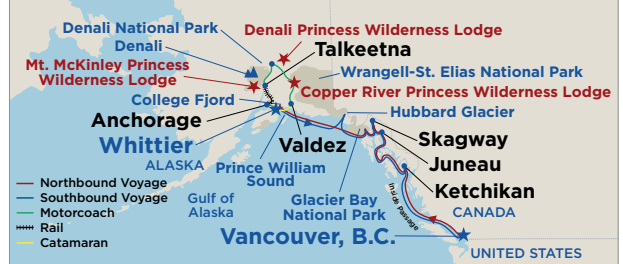 Denali National Park
Denali Princess Wilderness Lodge
Denali
Talkeetna
Mt. McKinley Princess
Wilderness Lodge
Wrangell-St. Elias National Park
Copper River Princess Wilderness Lodge
College Fjord
Hubbard Glacier
Anchorage
Whittier
Valdez
Skagway
ALASKA
Prince William
Sound
Juneau
Northbound Voyage
Southbound Voyage
Motorcoach
Rail
Catamaran
Gulf of
Alaska
Glacier Bay
National Park
Ketchikan
Inside Passage
CANADA
Vancouver, B.C.
UNITED STATES